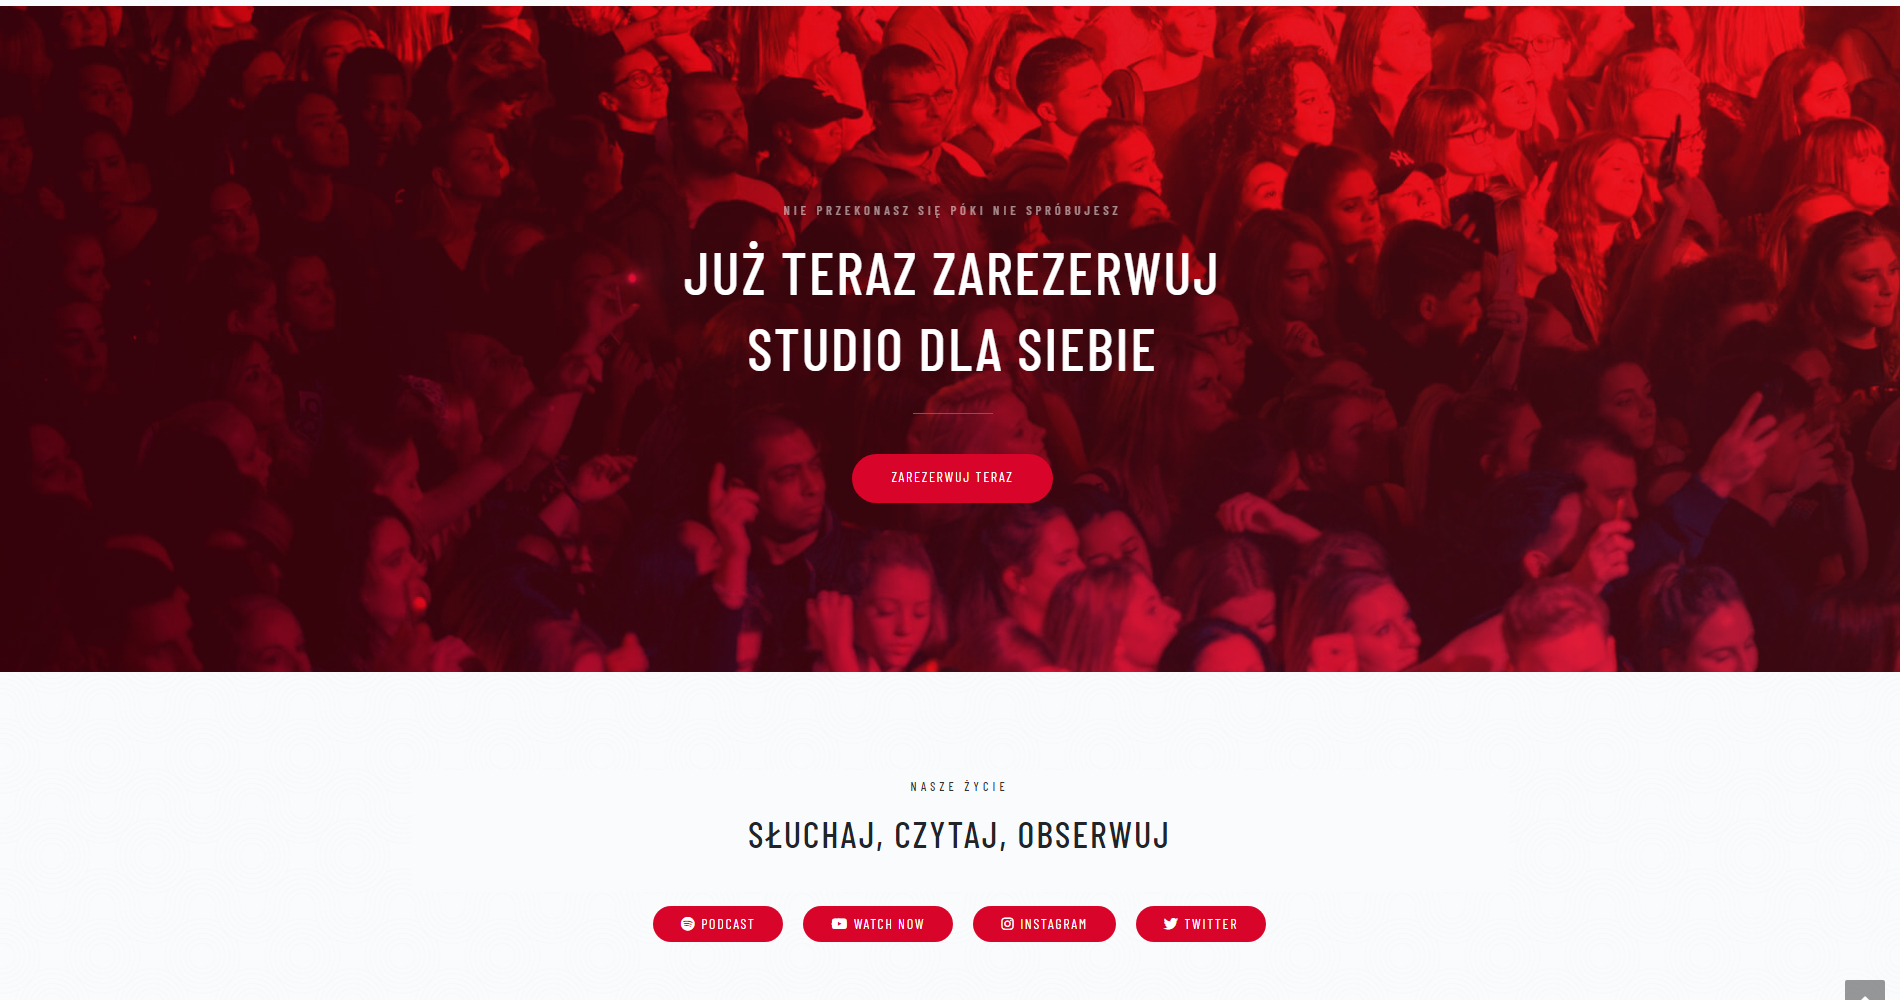 NIE PRZEKONASZ SIĘ PÓKI NIE SPRÓBUJESZ
JUŻ TERAZ ZAREZERWUJ
STUDIO DLA SIEBIE
ZAREZERWUJ TERAZ
NASZE ŻYCIE
SŁUCHAJ, CZYTAJ, OBSERWUJ
PODCAST
WATCH NOW
INSTAGRAM
TWITTER